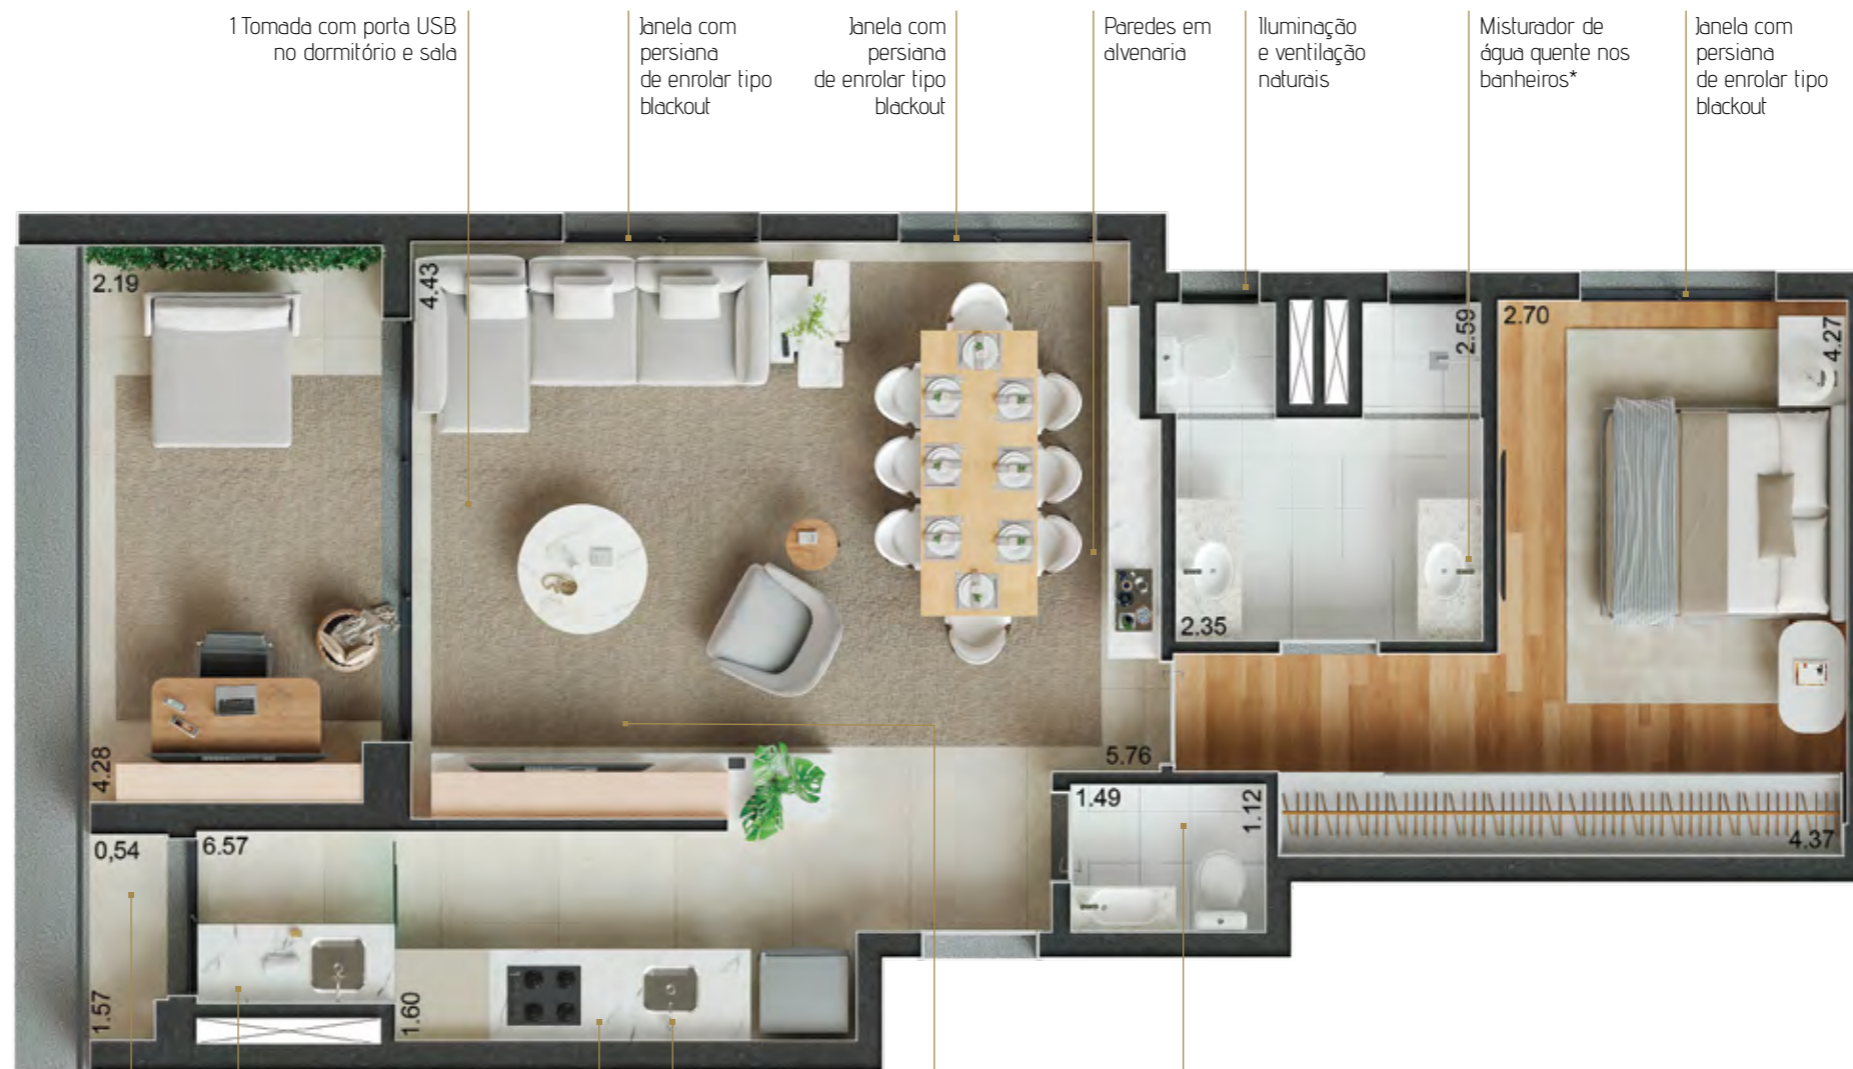 1 Tomada com porta USB
no dormitório e sala
Janela com
persiana
de enrolar tipo
blackout
Janela com
persiana
de enrolar tipo
blackout
Paredes em
alvenaria
Iluminação
e ventilação
naturais
Misturador de
água quente nos
banheiros*
Janela com
persiana
de enrolar tipo
blackout
2.19
4.43
2.59
2.70
4.27
2.35
4.28
5.76
1.49
1.12
4.37
0,54
6.57
1.57
1.60